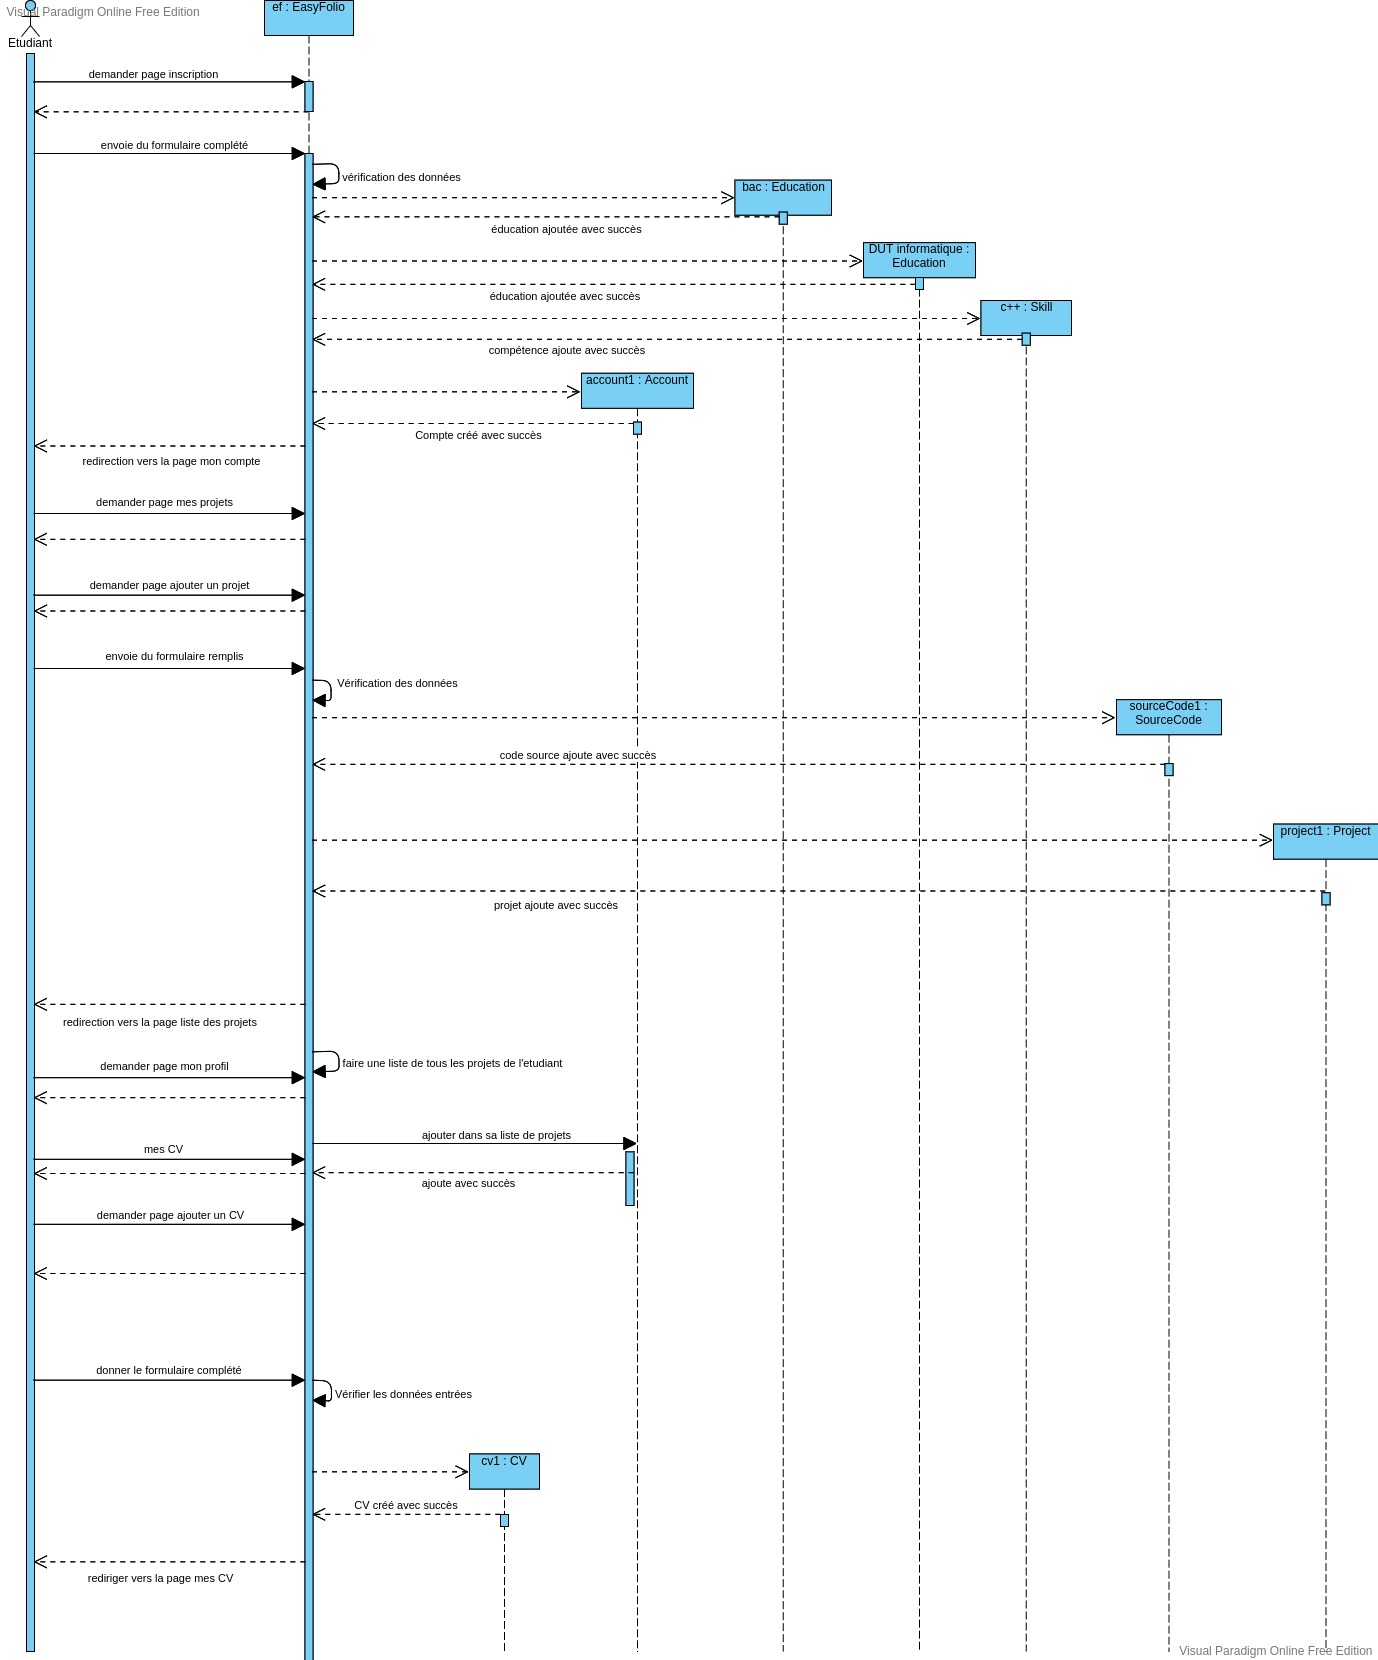 Visual Paradigm Online Free Edition
ef : EasyFolio
Etudiant
demander page inscription
envoie du formulaire complété
vérification des données
bac : Education
éducation ajoutée avec succès
DUT informatique :
Education
éducation ajoutée avec succès
c++ : Skill
compétence ajoute avec succès
account1 : Account
Compte créé avec succès
redirection vers la page mon compte
demander page mes projets
demander page ajouter un projet
envoie du formulaire remplis
Vérification des données
sourceCode1 :
SourceCode
code source ajoute avec succès
project1 : Project
projet ajoute avec succès
redirection vers la page liste des projets
faire une liste de tous les projets de l'etudiant
demander page mon profil
ajouter dans sa liste de projets
mes CV
ajoute avec succès
demander page ajouter un CV
donner le formulaire complété
Vérifier les données entrées
cv1 : CV
CV créé avec succès
rediriger vers la page mes CV
Visual Paradigm Online Free Edition